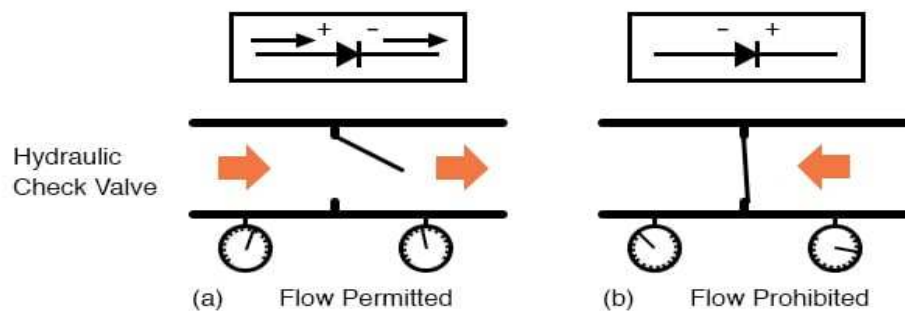 + −
− +
Hydraulic
Check Valve
(a) Flow Permitted
(b) Flow Prohibited